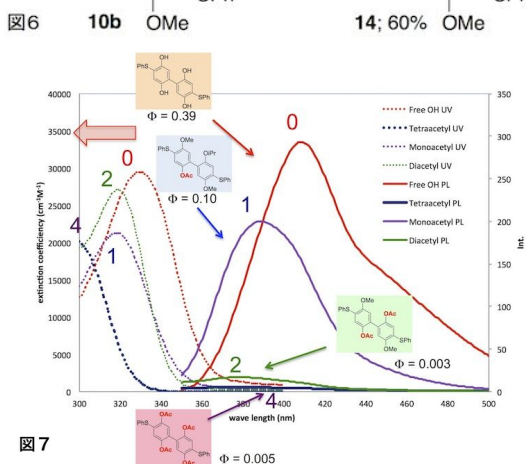 図6
10b
OMe
14; 60%
OMe
OH
OH
PhS
SPh
OH
OH
Φ = 0.39
OMe
PhS
OiPr
OAc
SPh
OMe
Φ = 0.10
40000
35000
30000
25000
20000
15000
10000
5000
0
extinction coefficiency (cm⁻¹M⁻¹)
350
300
250
200
150
100
50
0
Int.
0
2
4
1
0
1
2
4
Free OH UV
Tetraacetyl UV
Monoacetyl UV
Diacetyl UV
Free OH PL
Tetraacetyl PL
Monoacetyl PL
Diacetyl PL
OMe
PhS
OAc
OAc
SPh
OMe
Φ = 0.003
300
320
340
360
380
400
420
440
460
480
500
wave length (nm)
図7
OAc
PhS
OAc
OAc
SPh
OAc
Φ = 0.005